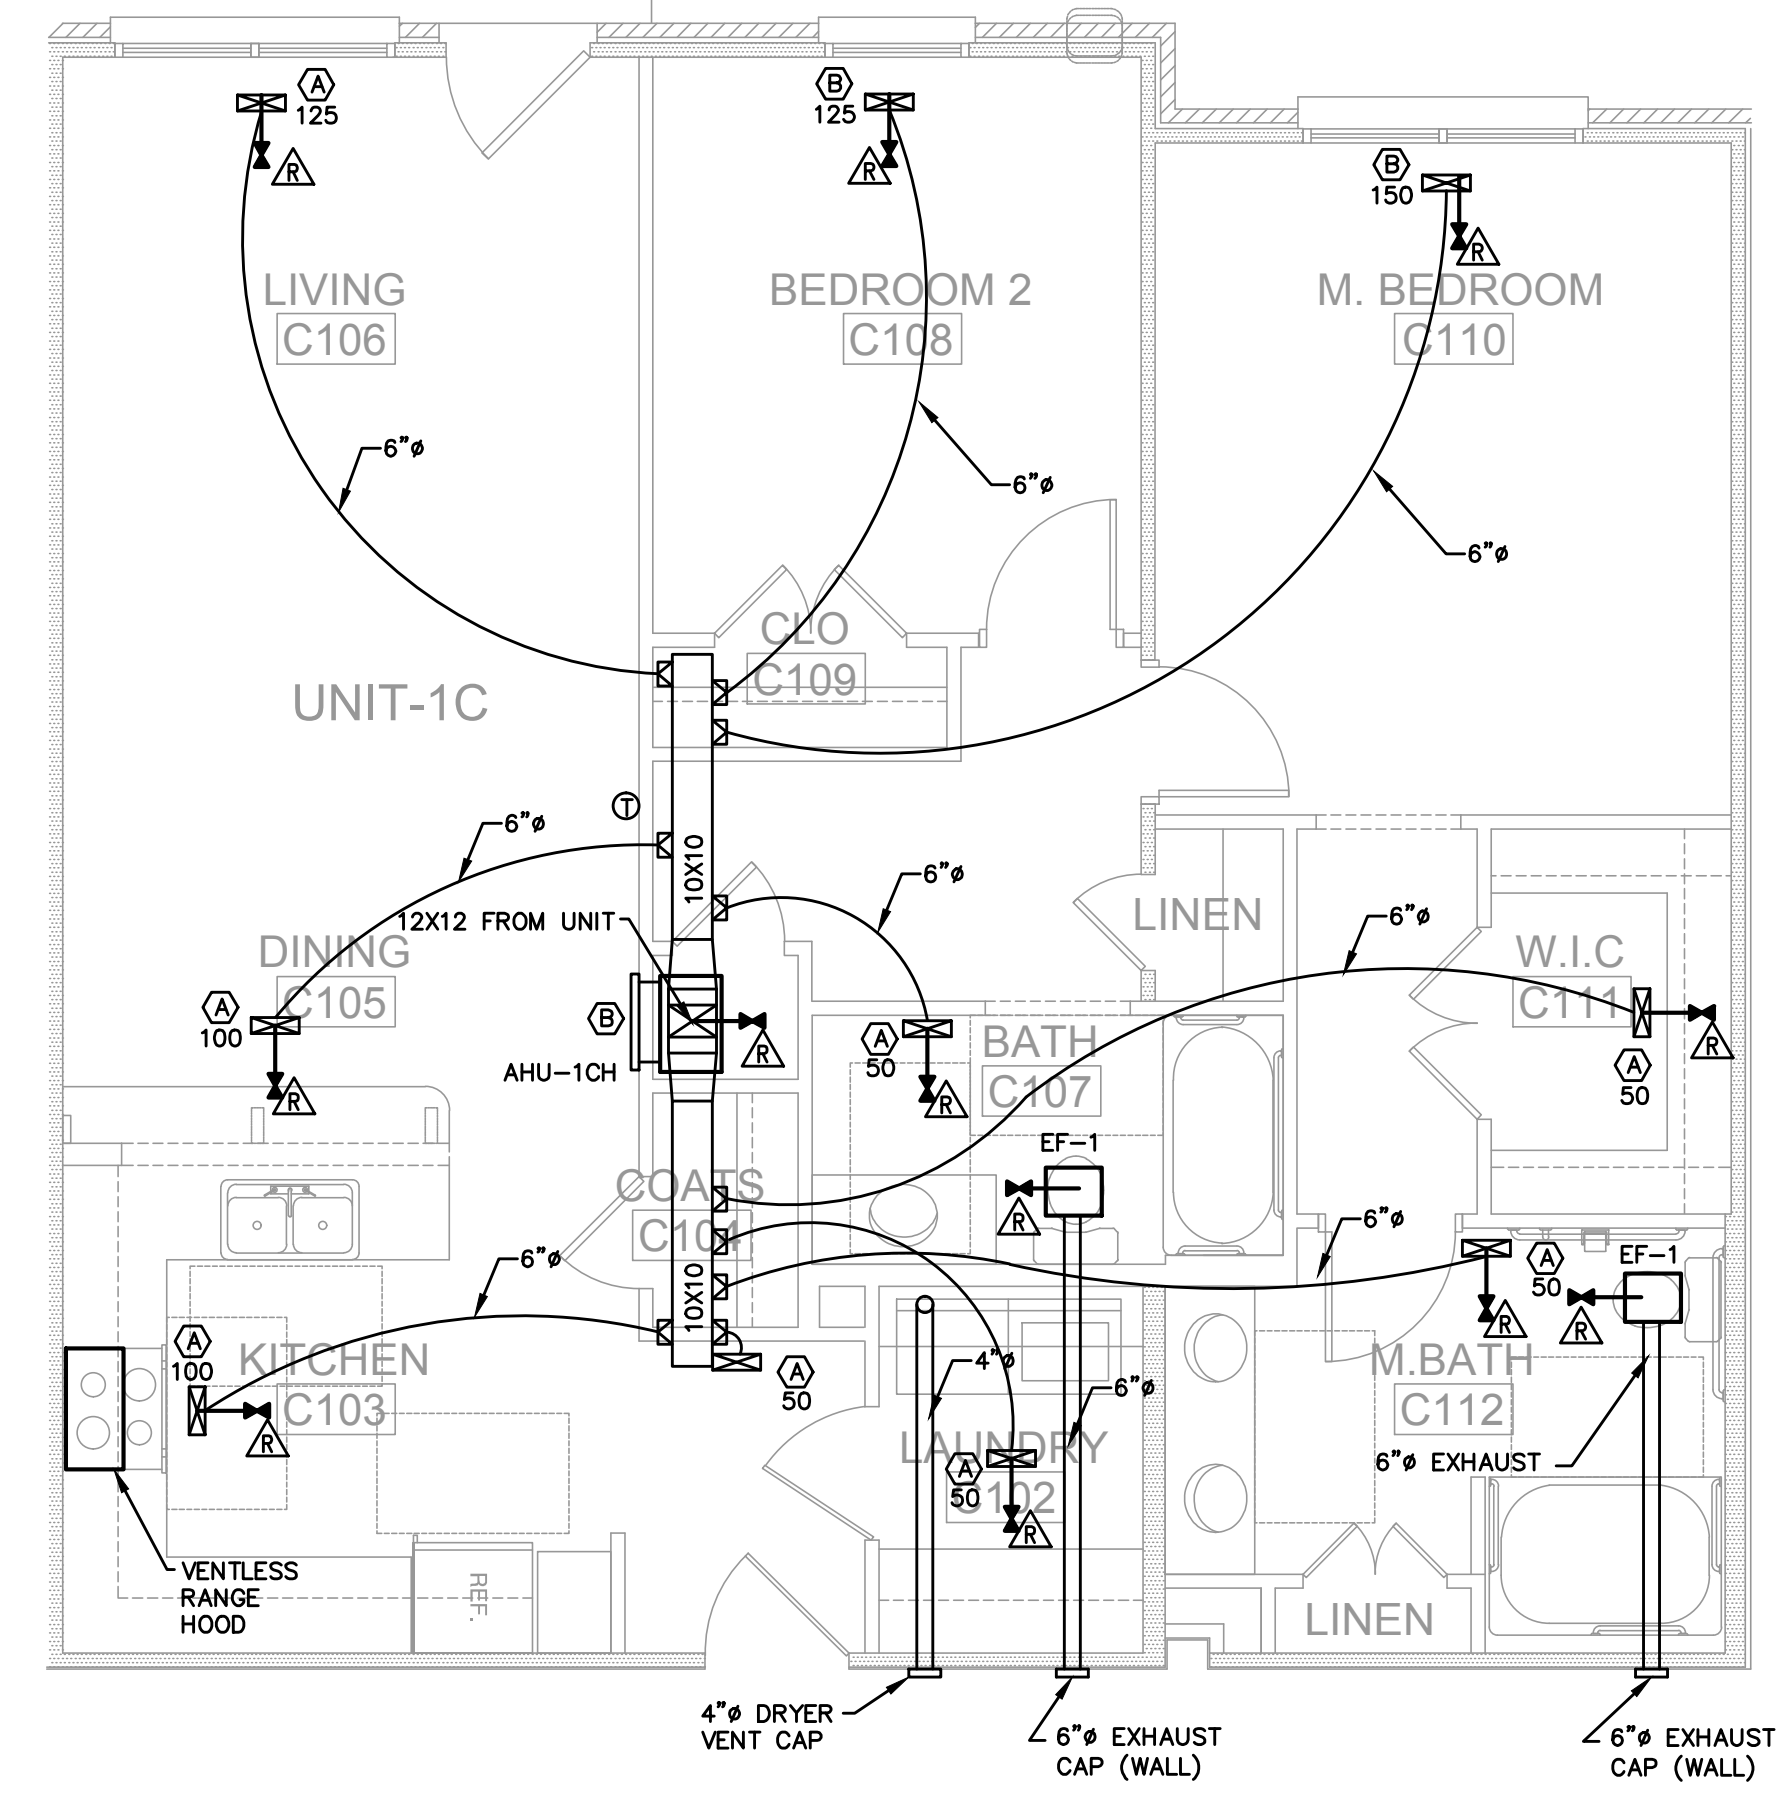 A
125
R
B
125
R
B
150
R
LIVING
C106
BEDROOM 2
C108
M. BEDROOM
C110
6"ø
6"ø
6"ø
CLO
C109
UNIT-1C
T
6"ø
10X10
6"ø
LINEN
6"ø
12X12 FROM UNIT
DINING
C105
A
100
R
B
AHU-1CH
R
A
50
R
BATH
C107
W.I.C
C111
R
A
50
EF-1
R
COATS
C104
6"ø
6"ø
10X10
A
50
R
EF-1
R
A
100
KITCHEN
C103
R
A
50
4"ø
6"ø
M.BATH
C112
LAUNDRY
C102
A
50
R
6"ø EXHAUST
VENTLESS
RANGE
HOOD
REF.
LINEN
4"ø DRYER
VENT CAP
6"ø EXHAUST
CAP (WALL)
6"ø EXHAUST
CAP (WALL)